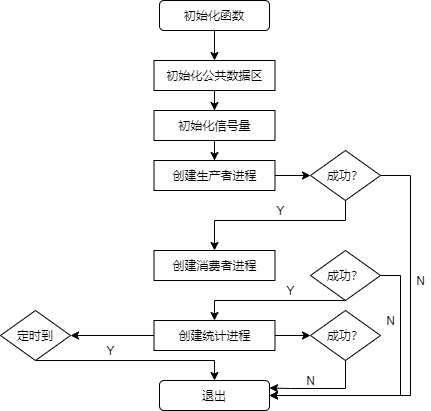 初始化函数
初始化公共数据区
初始化信号量
创建生产者进程
成功?
Y
创建消费者进程
成功?
N
Y
N
定时到
创建统计进程
成功?
Y
N
退出